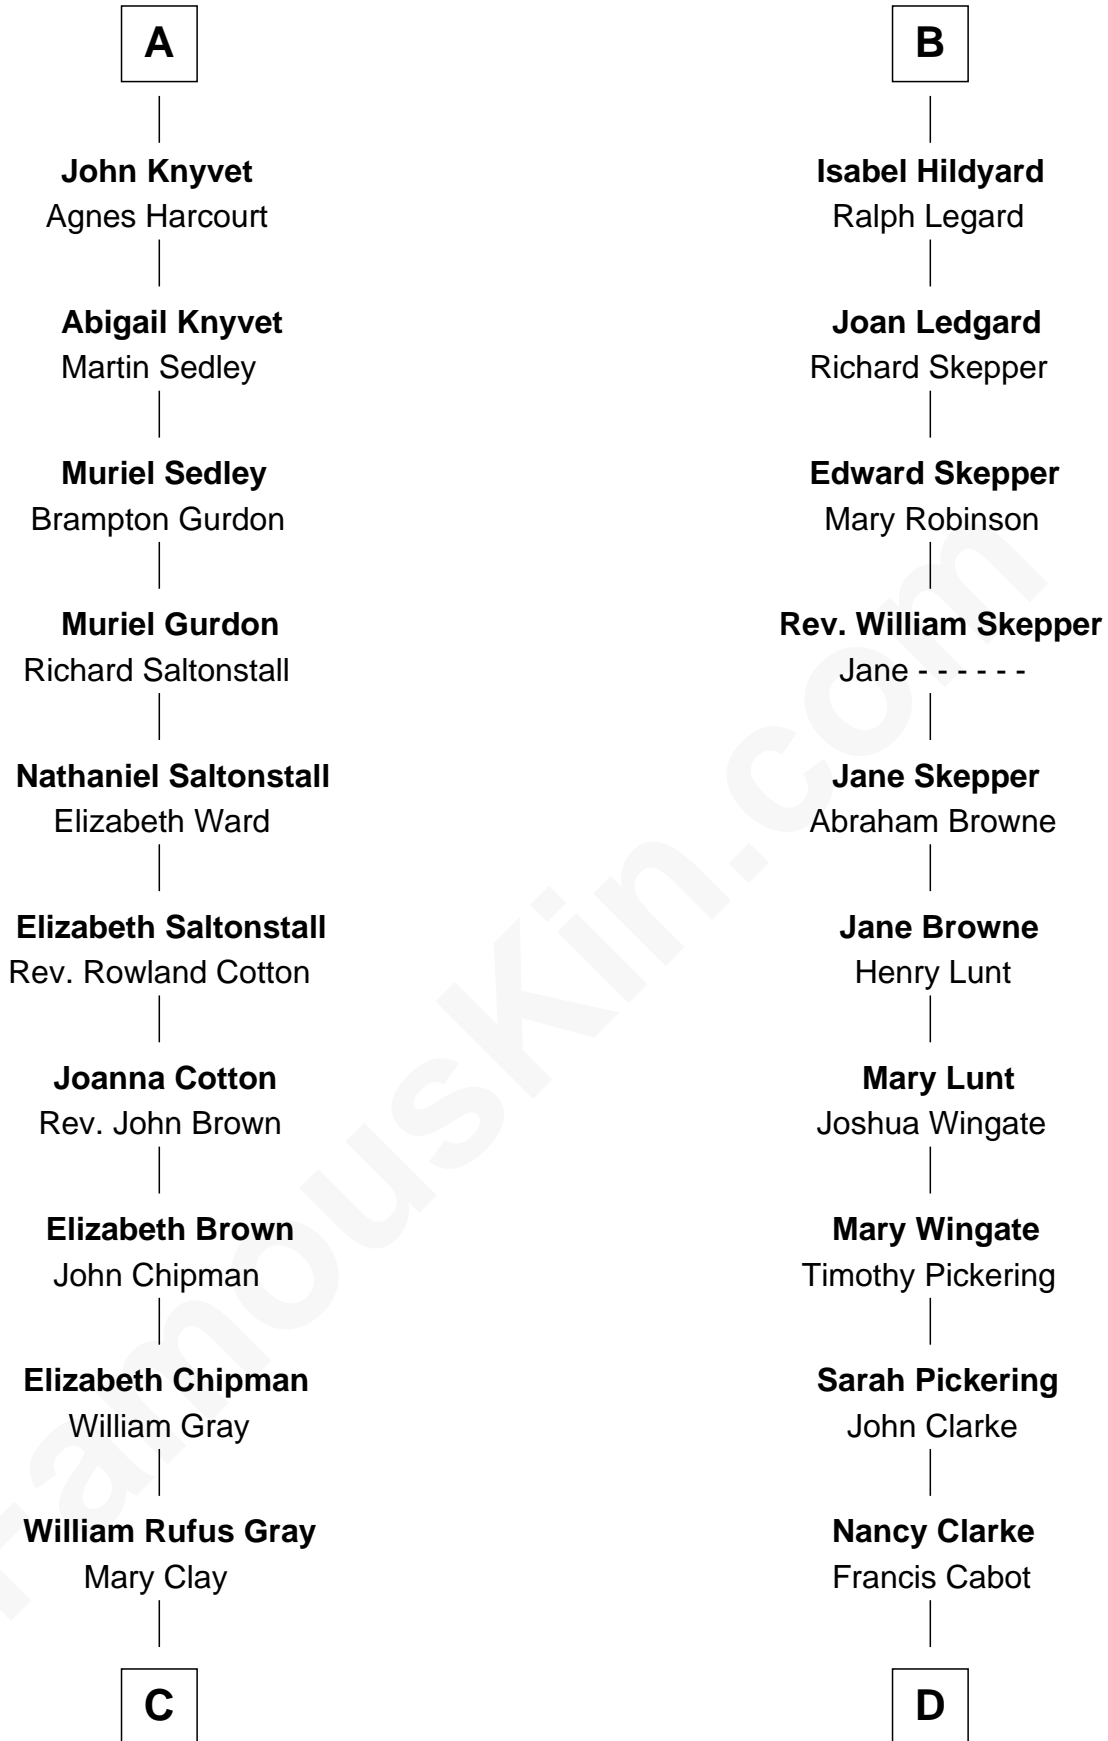 A
John Knyvet
Agnes Harcourt
Abigail Knyvet
Martin Sedley
Muriel Sedley
Brampton Gurdon
Muriel Gurdon
Richard Saltonstall
Nathaniel Saltonstall
Elizabeth Ward
Elizabeth Saltonstall
Rev. Rowland Cotton
Joanna Cotton
Rev. John Brown
Elizabeth Brown
John Chipman
Elizabeth Chipman
William Gray
William Rufus Gray
Mary Clay
C
B
Isabel Hildyard
Ralph Legard
Joan Ledgard
Richard Skepper
Edward Skepper
Mary Robinson
Rev. William Skepper
Jane - - - - - -
Jane Skepper
Abraham Browne
Jane Browne
Henry Lunt
Mary Lunt
Joshua Wingate
Mary Wingate
Timothy Pickering
Sarah Pickering
John Clarke
Nancy Clarke
Francis Cabot
D
FamousKin.com